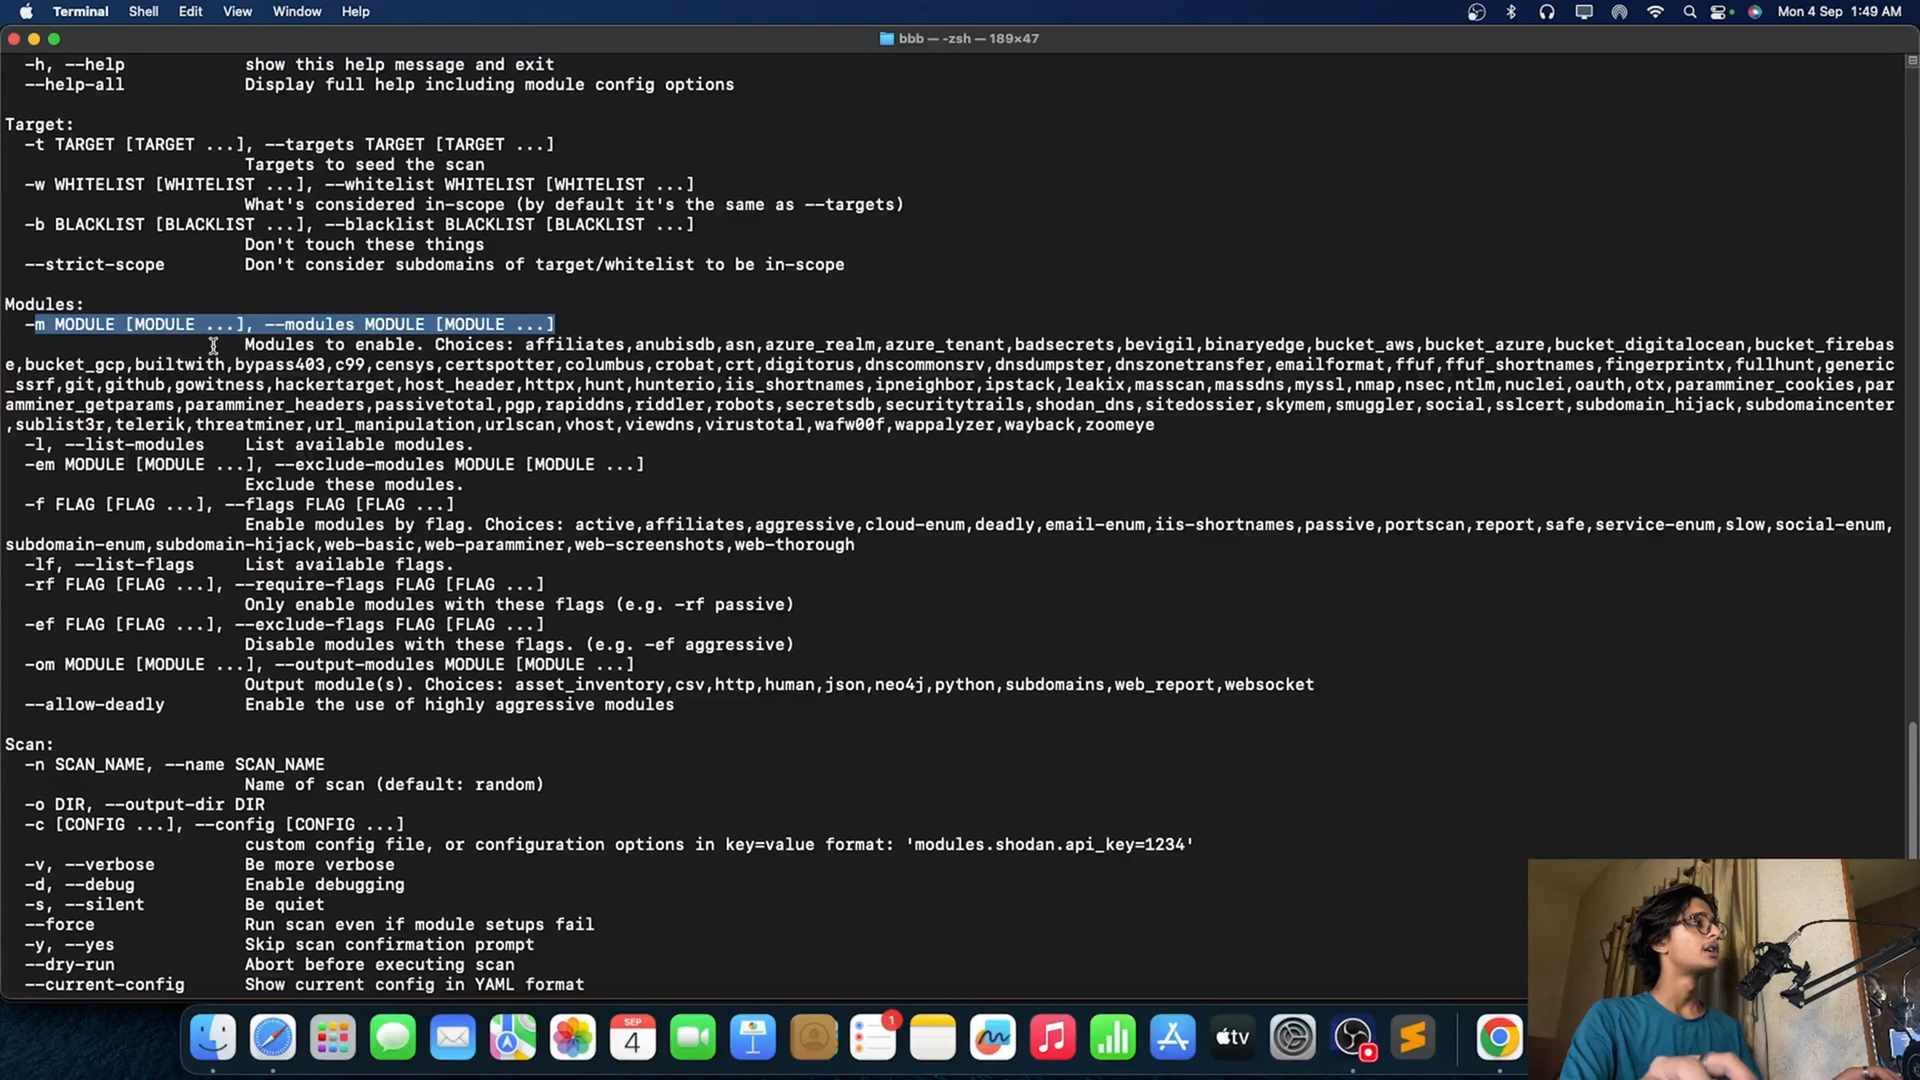 Terminal Shell Edit View Window Help Mon 4 Sep 1:49 AM
bbb — -zsh — 189×47
-h, --help show this help message and exit
--help-all Display full help including module config options
Target:
-t TARGET [TARGET ...], --targets TARGET [TARGET ...]
Targets to seed the scan
-w WHITELIST [WHITELIST ...], --whitelist WHITELIST [WHITELIST ...]
What's considered in-scope (by default it's the same as --targets)
-b BLACKLIST [BLACKLIST ...], --blacklist BLACKLIST [BLACKLIST ...]
Don't touch these things
--strict-scope Don't consider subdomains of target/whitelist to be in-scope
Modules:
-m MODULE [MODULE ...], --modules MODULE [MODULE ...]
Modules to enable. Choices: affiliates,anubisdb,asn,azure_realm,azure_tenant,badsecrets,bevigil,binaryedge,bucket_aws,bucket_azure,bucket_digitalocean,bucket_firebas
e,bucket_gcp,builtwith,bypass403,c99,censys,certspotter,columbus,crobat,crt,digitorus,dnscommonsrv,dnsdumpster,dnszonetransfer,emailformat,ffuf,ffuf_shortnames,fingerprintx,fullhunt,generic
_ssrf,git,github,gowitness,hackertarget,host_header,httpx,hunt,hunterio,iis_shortnames,ipneighbor,ipstack,leakix,masscan,massdns,myssl,nmap,nsec,ntlm,nuclei,oauth,otx,paramminer_cookies,par
amminer_getparams,paramminer_headers,passivetotal,pgp,rapiddns,riddler,robots,secretsdb,securitytrails,shodan_dns,sitedossier,skymem,smuggler,social,sslcert,subdomain_hijack,subdomaincenter
,sublist3r,telerik,threatminer,url_manipulation,urlscan,vhost,viewdns,virustotal,wafw00f,wappalyzer,wayback,zoomeye
-l, --list-modules List available modules.
-em MODULE [MODULE ...], --exclude-modules MODULE [MODULE ...]
Exclude these modules.
-f FLAG [FLAG ...], --flags FLAG [FLAG ...]
Enable modules by flag. Choices: active,affiliates,aggressive,cloud-enum,deadly,email-enum,iis-shortnames,passive,portscan,report,safe,service-enum,slow,social-enum,
subdomain-enum,subdomain-hijack,web-basic,web-paramminer,web-screenshots,web-thorough
-lf, --list-flags List available flags.
-rf FLAG [FLAG ...], --require-flags FLAG [FLAG ...]
Only enable modules with these flags (e.g. -rf passive)
-ef FLAG [FLAG ...], --exclude-flags FLAG [FLAG ...]
Disable modules with these flags. (e.g. -ef aggressive)
-om MODULE [MODULE ...], --output-modules MODULE [MODULE ...]
Output module(s). Choices: asset_inventory,csv,http,human,json,neo4j,python,subdomains,web_report,websocket
--allow-deadly Enable the use of highly aggressive modules
Scan:
-n SCAN_NAME, --name SCAN_NAME
Name of scan (default: random)
-o DIR, --output-dir DIR
-c [CONFIG ...], --config [CONFIG ...]
custom config file, or configuration options in key=value format: 'modules.shodan.api_key=1234'
-v, --verbose Be more verbose
-d, --debug Enable debugging
-s, --silent Be quiet
--force Run scan even if module setups fail
-y, --yes Skip scan confirmation prompt
--dry-run Abort before executing scan
--current-config Show current config in YAML format
SEP
4
1
tv